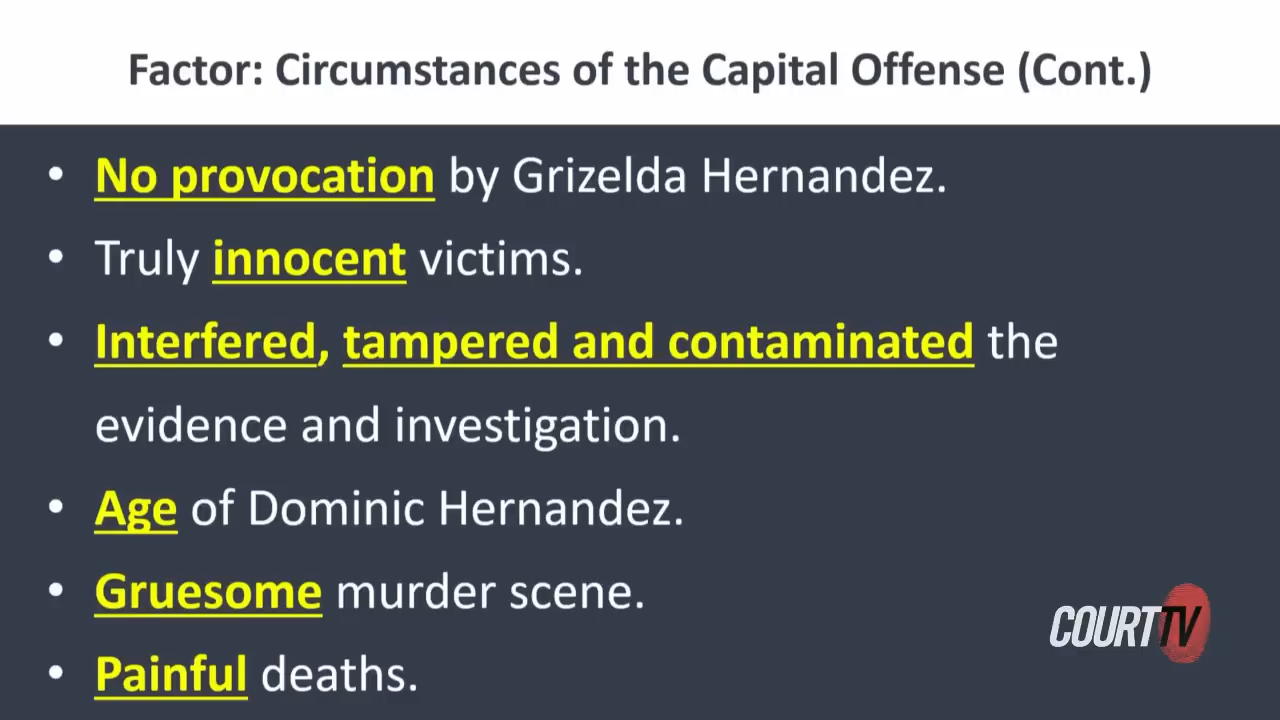 Factor: Circumstances of the Capital Offense (Cont.)
• No provocation by Grizelda Hernandez.
• Truly innocent victims.
• Interfered, tampered and contaminated the
evidence and investigation.
• Age of Dominic Hernandez.
• Gruesome murder scene.
• Painful deaths.
COURT TV